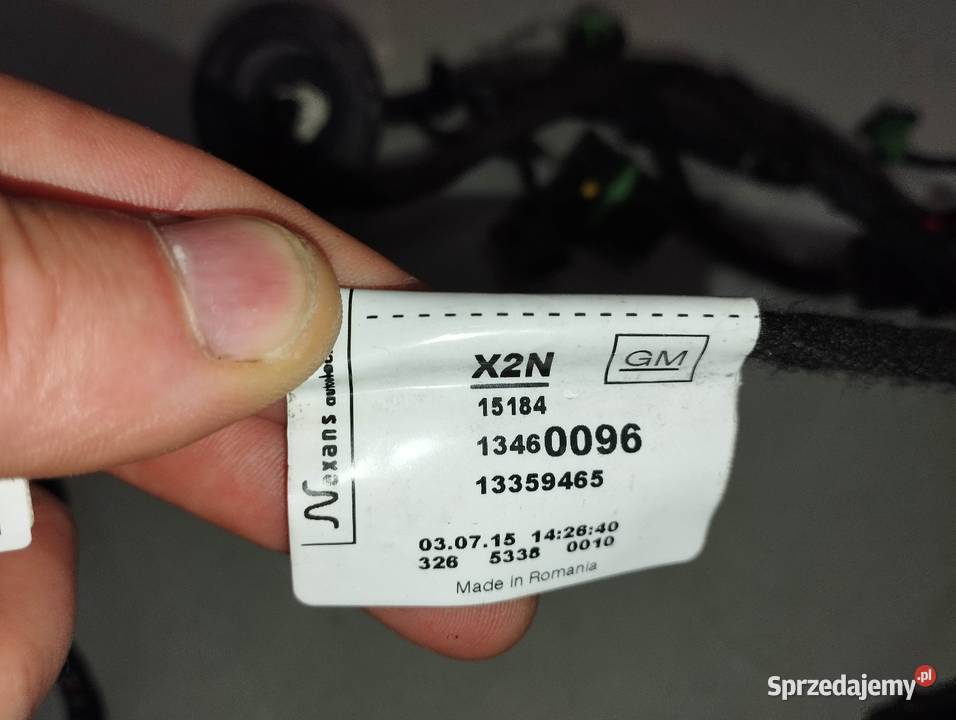 X2N
GM
15184
13460096
13359465
03.07.15 14:26:40
326 5338 0010
Made in Romania
Nexans
Sprzedajemy.pl